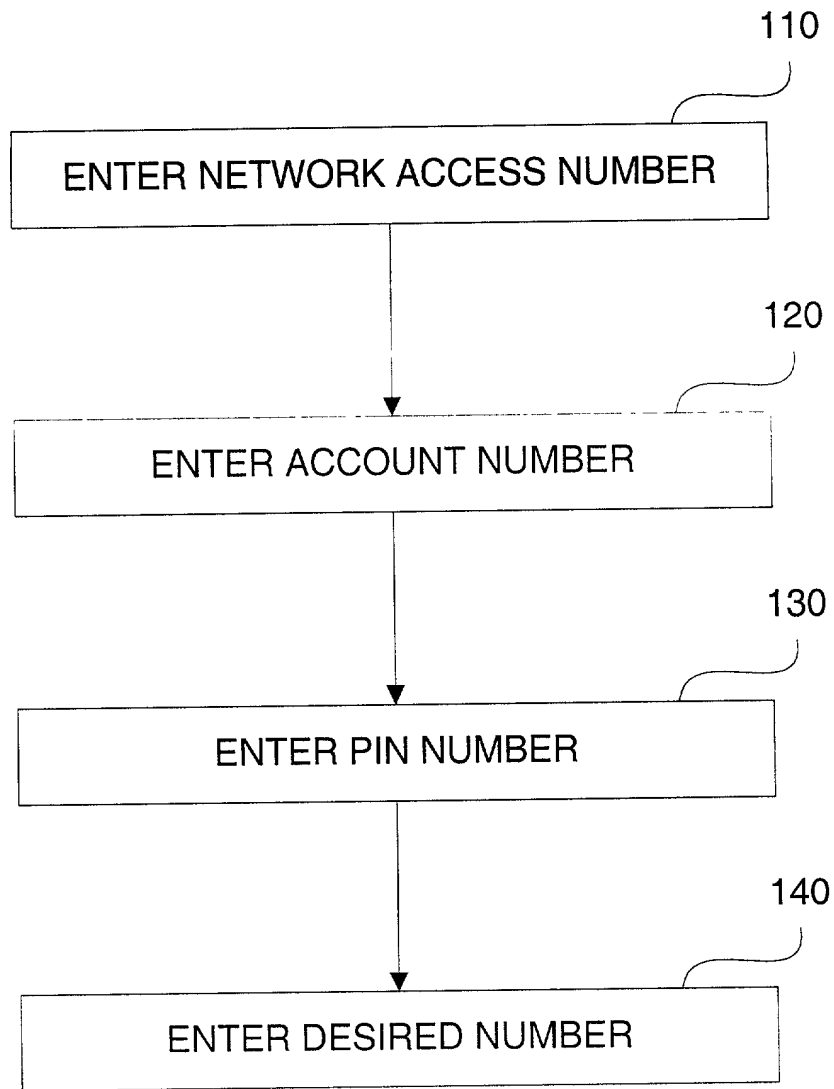 110
ENTER NETWORK ACCESS NUMBER
120
ENTER ACCOUNT NUMBER
130
ENTER PIN NUMBER
140
ENTER DESIRED NUMBER